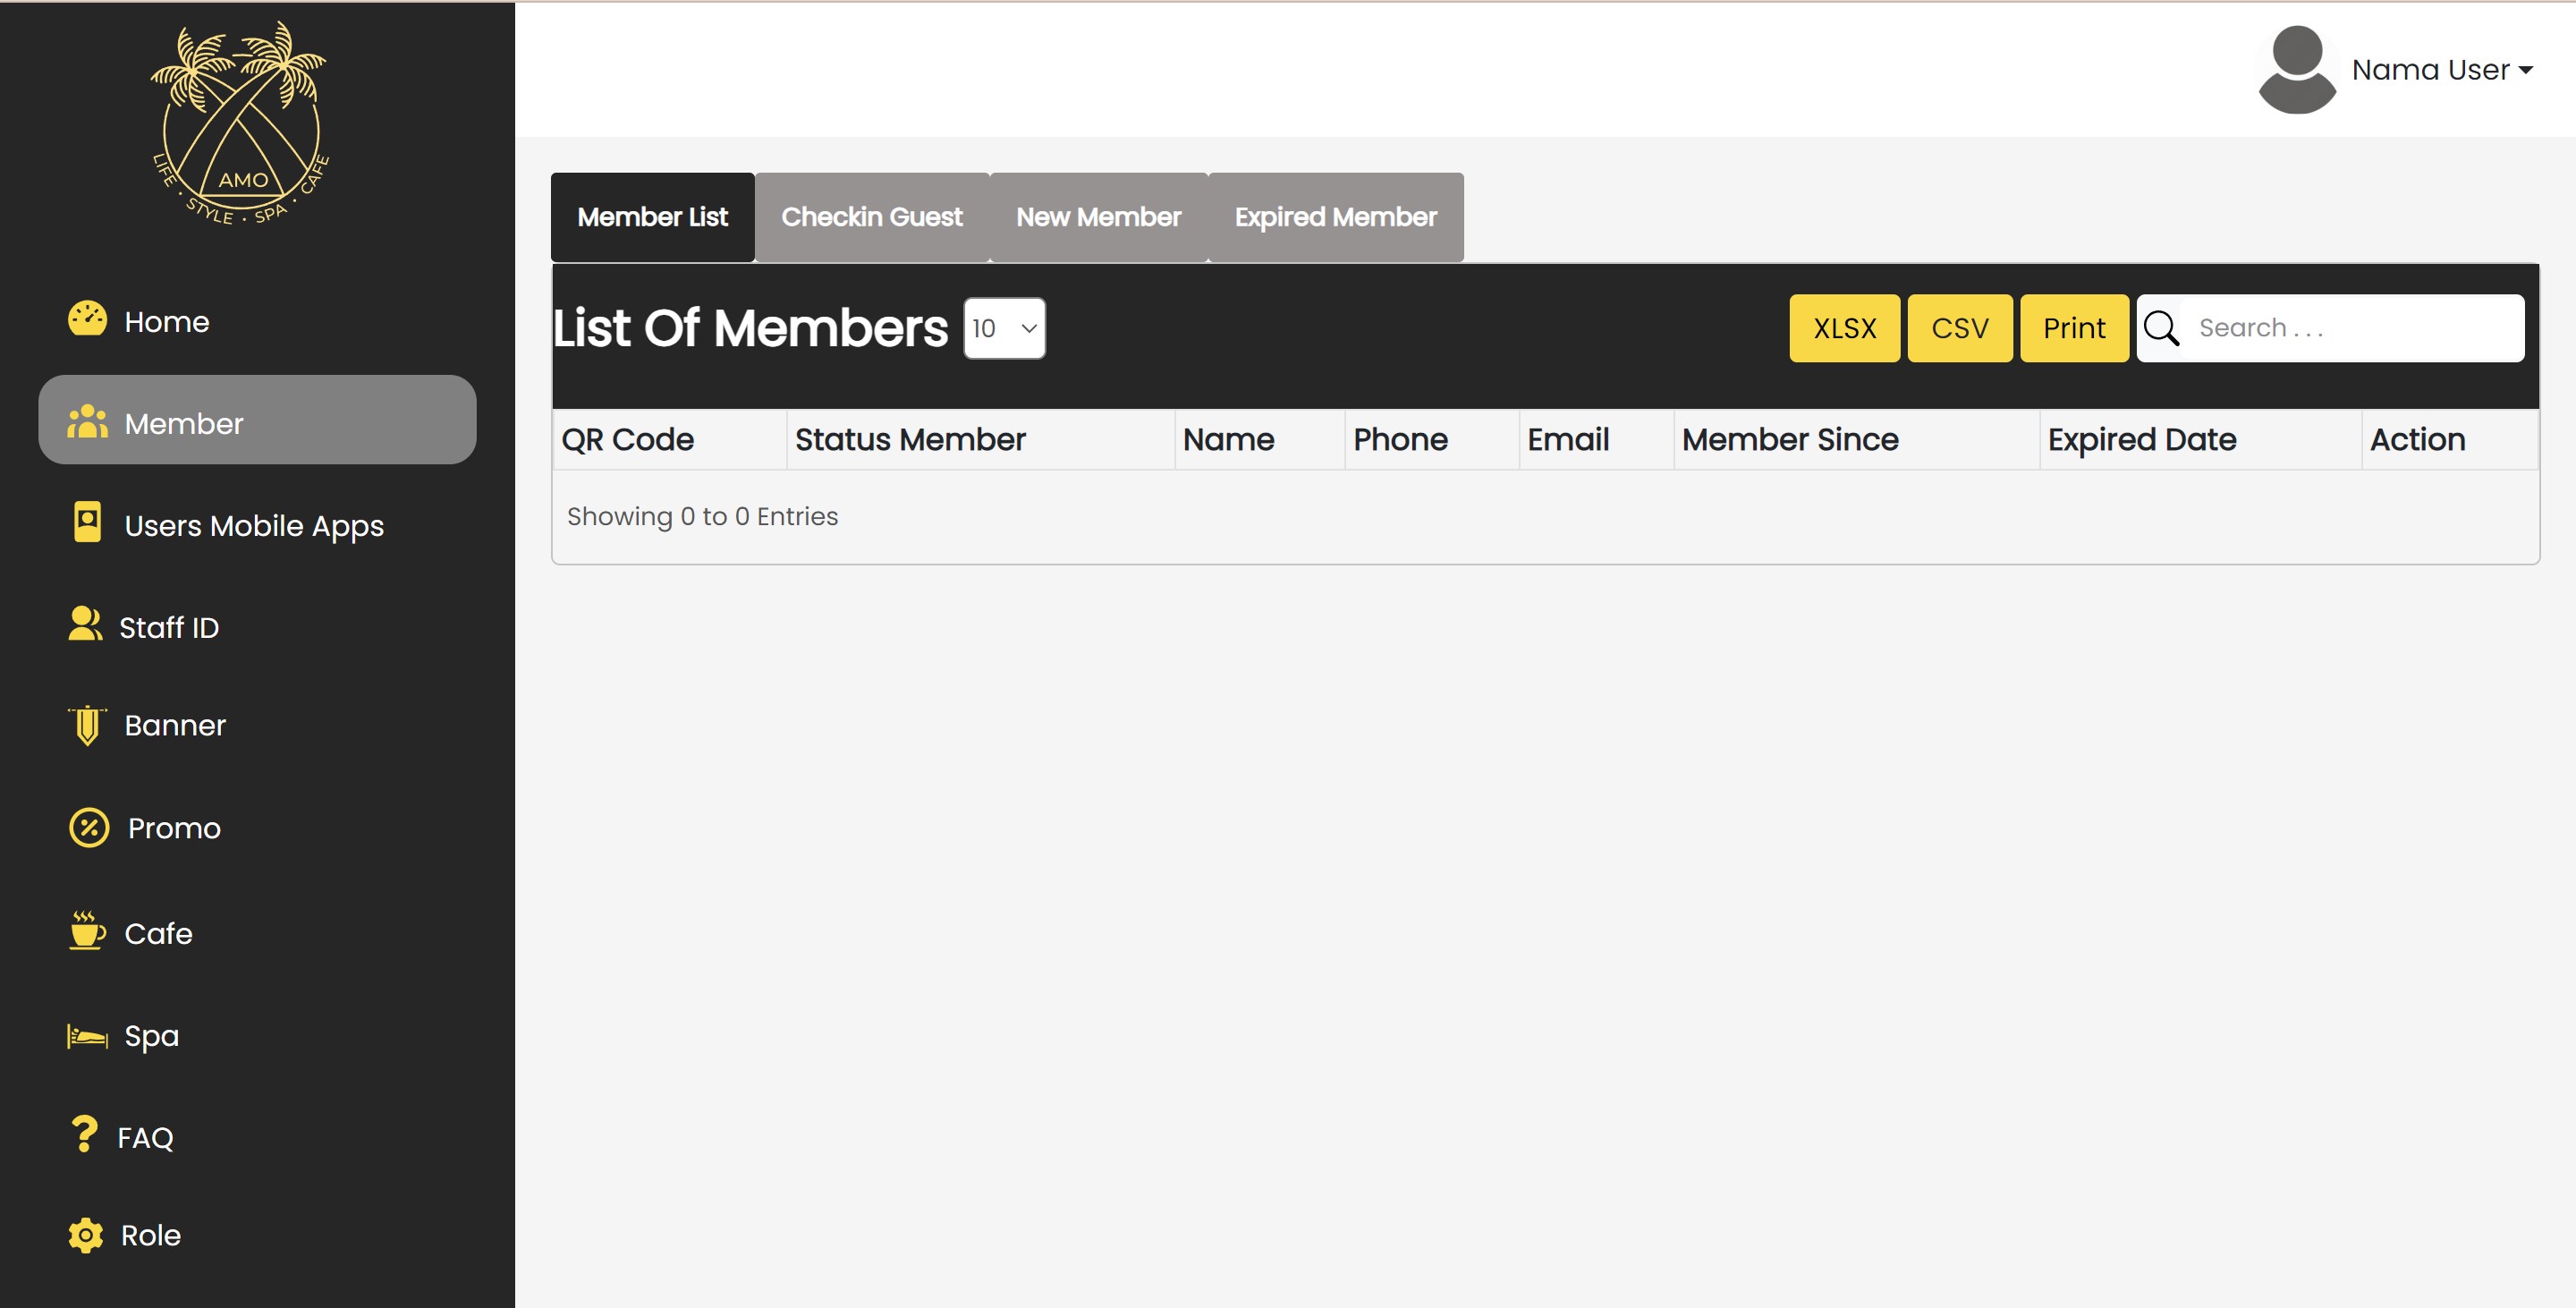 AMO
LIFE · STYLE · SPA · CAFE
Nama User
Home
Member
Users Mobile Apps
Staff ID
Banner
Promo
Cafe
Spa
FAQ
Role
Member List Checkin Guest New Member Expired Member
List Of Members 10 XLSX CSV Print Search . . .
QR Code Status Member Name Phone Email Member Since Expired Date Action
Showing 0 to 0 Entries